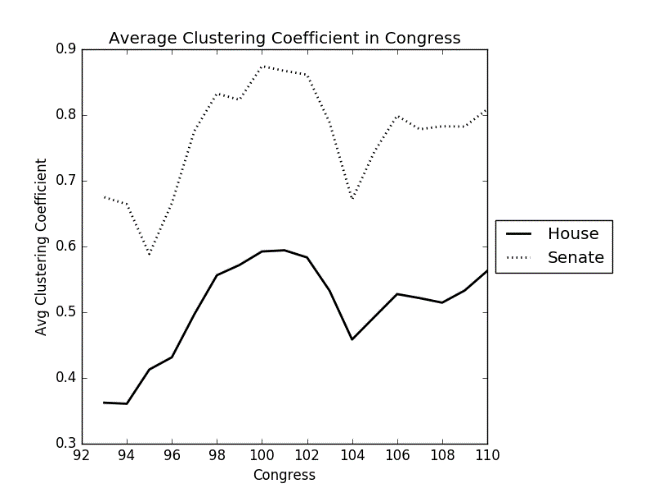 Average Clustering Coefficient in Congress
0.9
0.8
0.7
0.6
0.5
0.4
0.3
Avg Clustering Coefficient
92 94 96 98 100 102 104 106 108 110
Congress
House
Senate